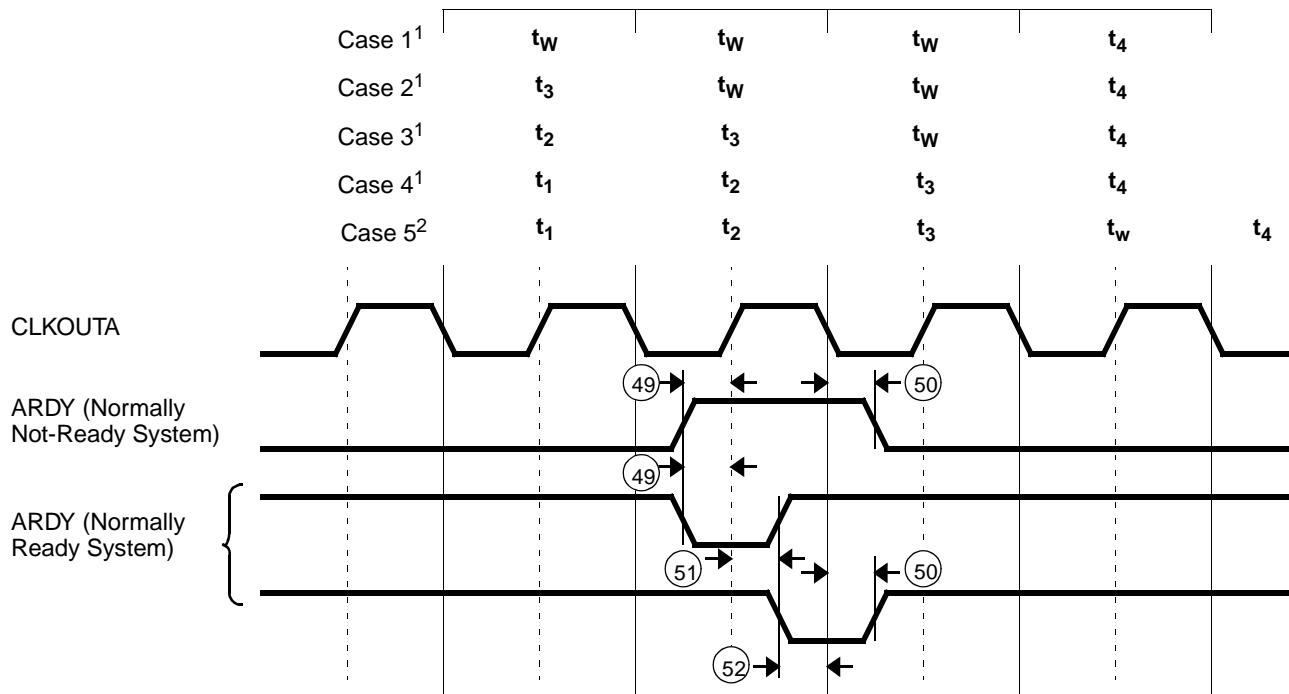 Case 1¹ tW tW tW t4
Case 2¹ t3 tW tW t4
Case 3¹ t2 t3 tW t4
Case 4¹ t1 t2 t3 t4
Case 5² t1 t2 t3 tw t4
CLKOUTA
49 50
ARDY (Normally
Not-Ready System)
49
ARDY (Normally
Ready System)
51 50
52